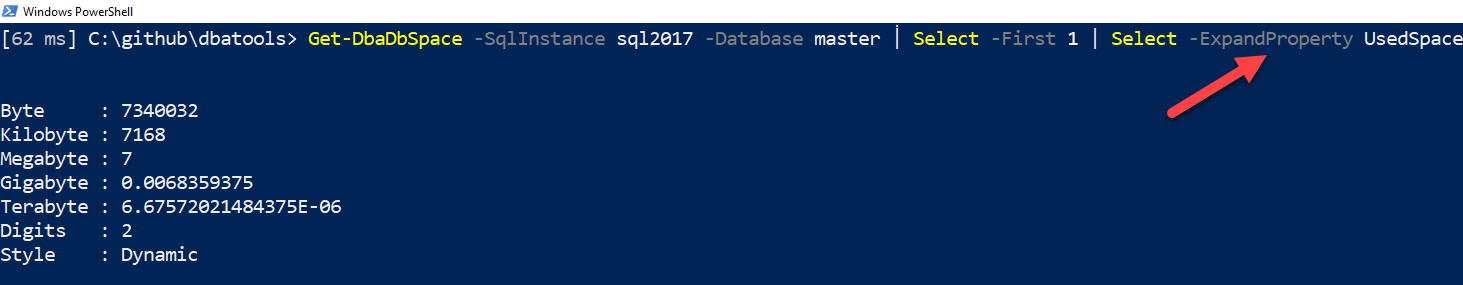 Windows PowerShell
[62 ms] C:\github\dbatools> Get-DbaDbSpace -SqlInstance sql2017 -Database master | Select -First 1 | Select -ExpandProperty UsedSpace
Byte      : 7340032
Kilobyte : 7168
Megabyte : 7
Gigabyte : 0.0068359375
Terabyte : 6.67572021484375E-06
Digits   : 2
Style    : Dynamic